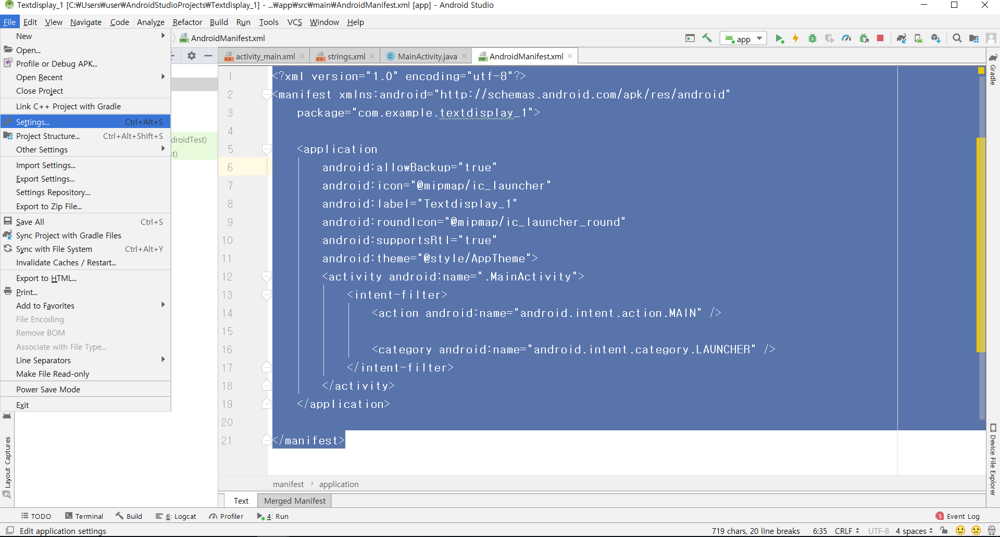 Textdisplay_1 [C:₩Users₩user₩AndroidStudioProjects₩Textdisplay_1] - ...₩app₩src₩main₩AndroidManifest.xml [app] - Android Studio
File Edit View Navigate Code Analyze Refactor Build Run Tools VCS Window Help
AndroidManifest.xml
app
New
Open...
Profile or Debug APK...
Open Recent
Close Project
Link C++ Project with Gradle
Settings... Ctrl+Alt+S
Project Structure... Ctrl+Alt+Shift+S
Other Settings
Import Settings...
Export Settings...
Settings Repository...
Export to Zip File...
Save All Ctrl+S
Sync Project with Gradle Files
Sync with File System Ctrl+Alt+Y
Invalidate Caches / Restart...
Export to HTML...
Print...
Add to Favorites
File Encoding
Remove BOM
Associate with File Type...
Line Separators
Make File Read-only
Power Save Mode
Exit
droidTest)
t)
activity_main.xml strings.xml MainActivity.java AndroidManifest.xml
1 <?xml version="1.0" encoding="utf-8"?>
2 <manifest xmlns:android="http://schemas.android.com/apk/res/android"
3 package="com.example.textdisplay_1">
4
5 <application
6 android:allowBackup="true"
7 android:icon="@mipmap/ic_launcher"
8 android:label="Textdisplay_1"
9 android:roundIcon="@mipmap/ic_launcher_round"
10 android:supportsRtl="true"
11 android:theme="@style/AppTheme">
12 <activity android:name=".MainActivity">
13 <intent-filter>
14 <action android:name="android.intent.action.MAIN" />
15
16 <category android:name="android.intent.category.LAUNCHER" />
17 </intent-filter>
18 </activity>
19 </application>
20
21 </manifest>
manifest › application
Text Merged Manifest
Gradle
Device File Explorer
Layout Captures
TODO Terminal Build 6: Logcat Profiler 4: Run 5 Event Log
Edit application settings 719 chars, 20 line breaks 6:35 CRLF UTF-8 4 spaces